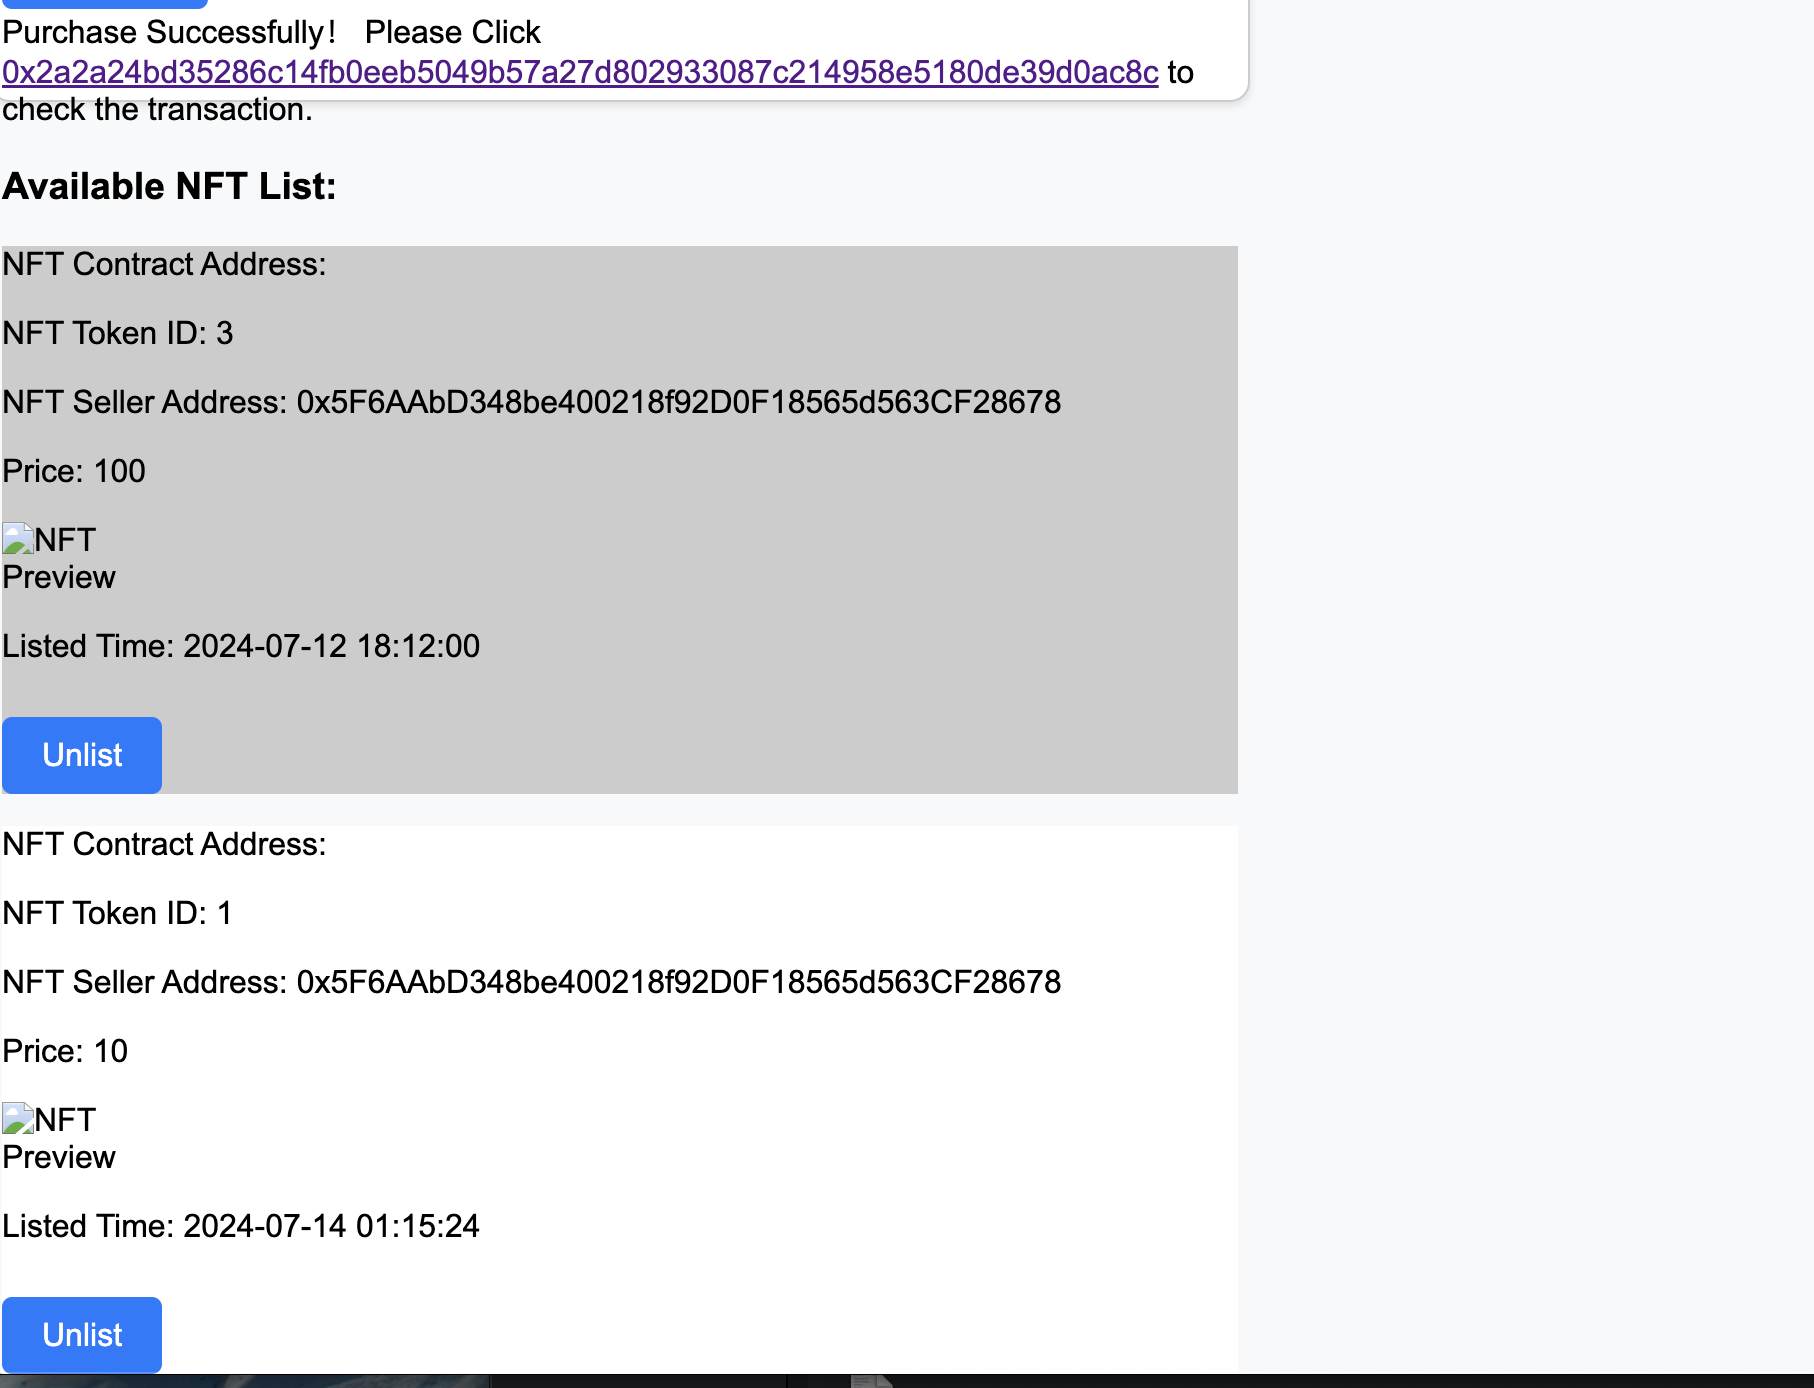 Purchase Successfully！ Please Click
0x2a2a24bd35286c14fb0eeb5049b57a27d802933087c214958e5180de39d0ac8c to
check the transaction.
Available NFT List:
NFT Contract Address:
NFT Token ID: 3
NFT Seller Address: 0x5F6AAbD348be400218f92D0F18565d563CF28678
Price: 100
NFT
Preview
Listed Time: 2024-07-12 18:12:00
Unlist
NFT Contract Address:
NFT Token ID: 1
NFT Seller Address: 0x5F6AAbD348be400218f92D0F18565d563CF28678
Price: 10
NFT
Preview
Listed Time: 2024-07-14 01:15:24
Unlist